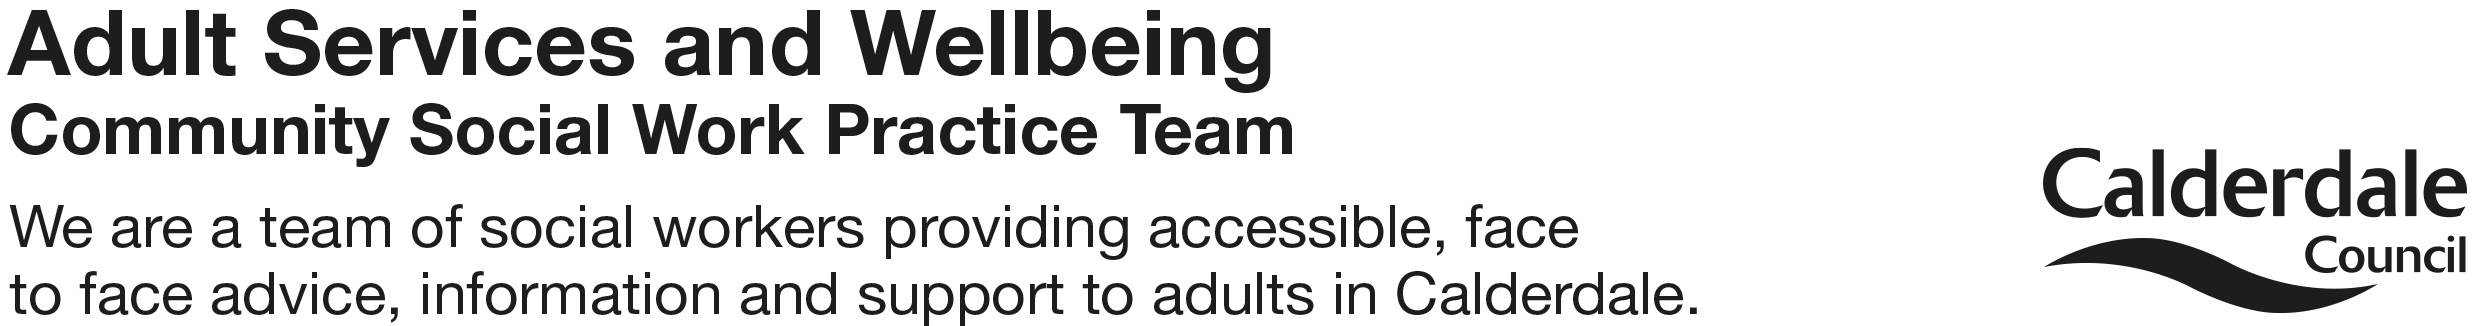 Adult Services and Wellbeing
Community Social Work Practice Team
We are a team of social workers providing accessible, face
to face advice, information and support to adults in Calderdale.
Calderdale
Council